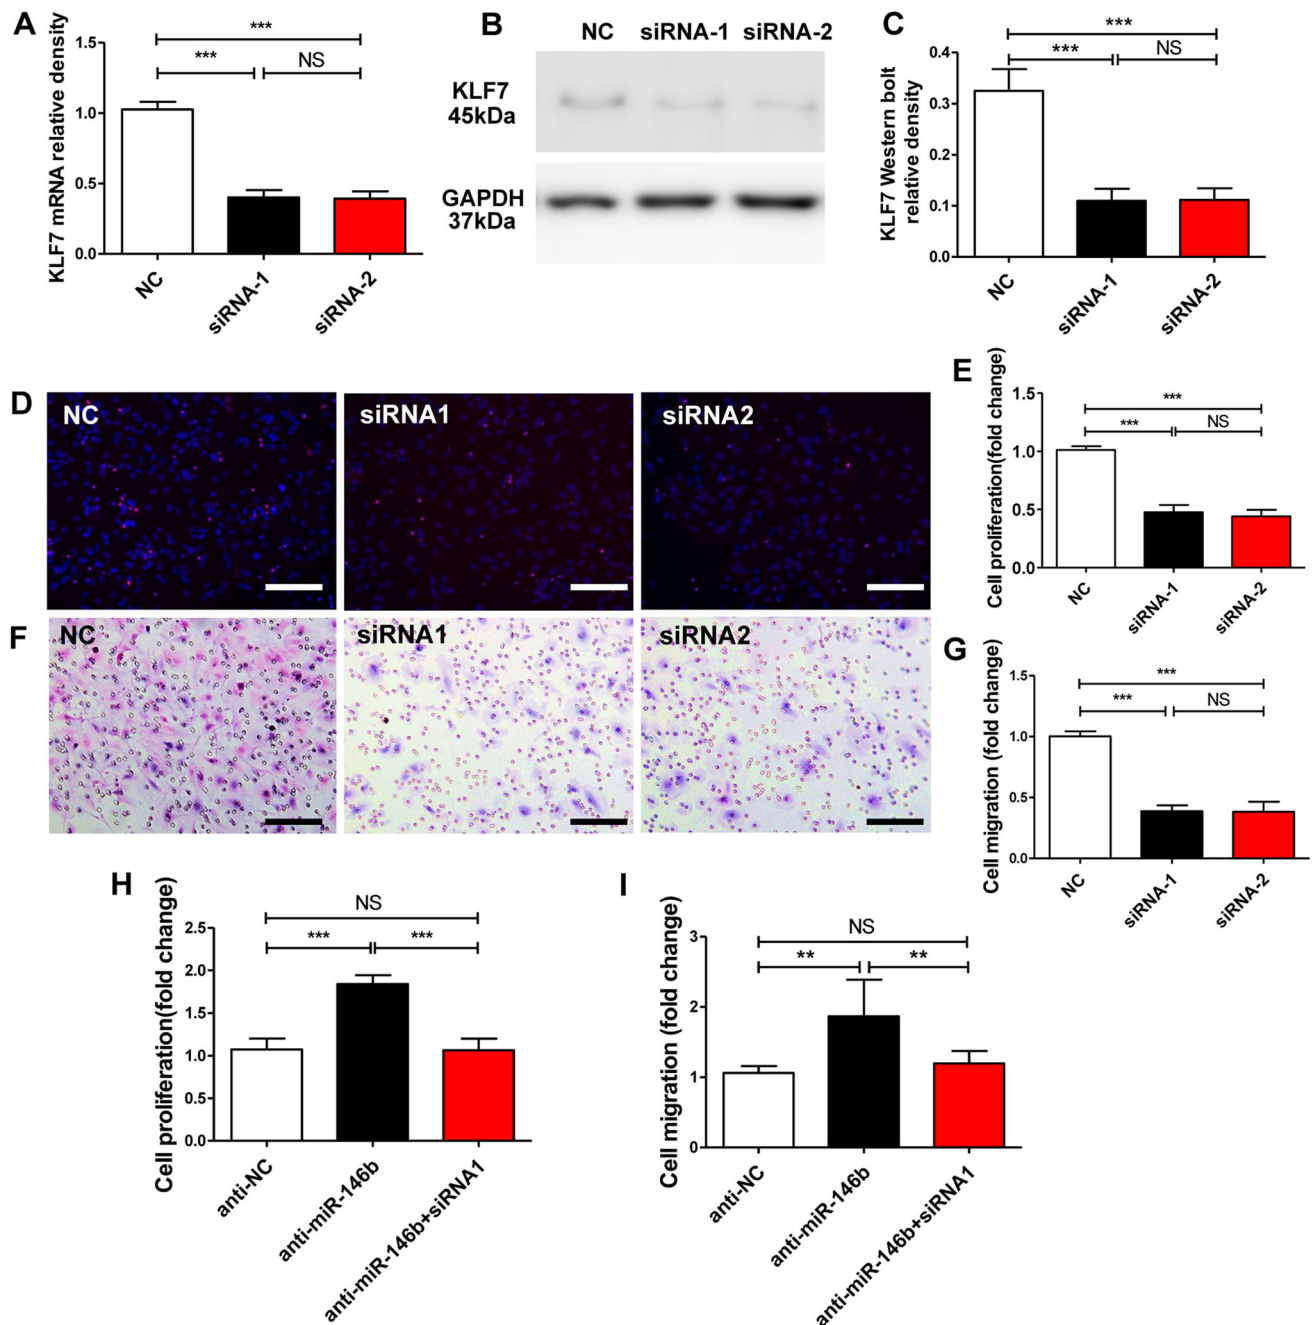 A
KLF7 mRNA relative density
1.5
1.0
0.5
0.0
***
***
NS
NC
siRNA-1
siRNA-2
B
NC siRNA-1 siRNA-2
KLF7
45kDa
GAPDH
37kDa
C
KLF7 Western bolt
relative density
0.4
0.3
0.2
0.1
0.0
***
***
NS
NC
siRNA-1
siRNA-2
D
NC
siRNA1
siRNA2
E
Cell proliferation(fold change)
1.5
1.0
0.5
0.0
***
***
NS
NC
siRNA-1
siRNA-2
F
NC
siRNA1
siRNA2
G
Cell migration (fold change)
1.5
1.0
0.5
0.0
***
***
NS
NC
siRNA-1
siRNA-2
H
Cell proliferation(fold change)
2.5
2.0
1.5
1.0
0.5
0.0
NS
***
***
anti-NC
anti-miR-146b
anti-miR-146b+siRNA1
I
Cell migration (fold change)
3
2
1
0
NS
**
**
anti-NC
anti-miR-146b
anti-miR-146b+siRNA1